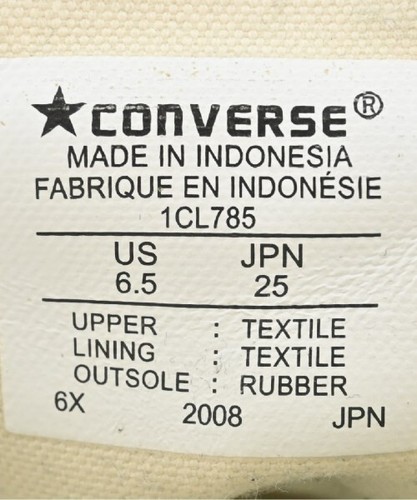 ★CONVERSE®
MADE IN INDONESIA
FABRIQUE EN INDONÉSIE
1CL785
US JPN
6.5 25
UPPER : TEXTILE
LINING : TEXTILE
OUTSOLE : RUBBER
6X 2008 JPN